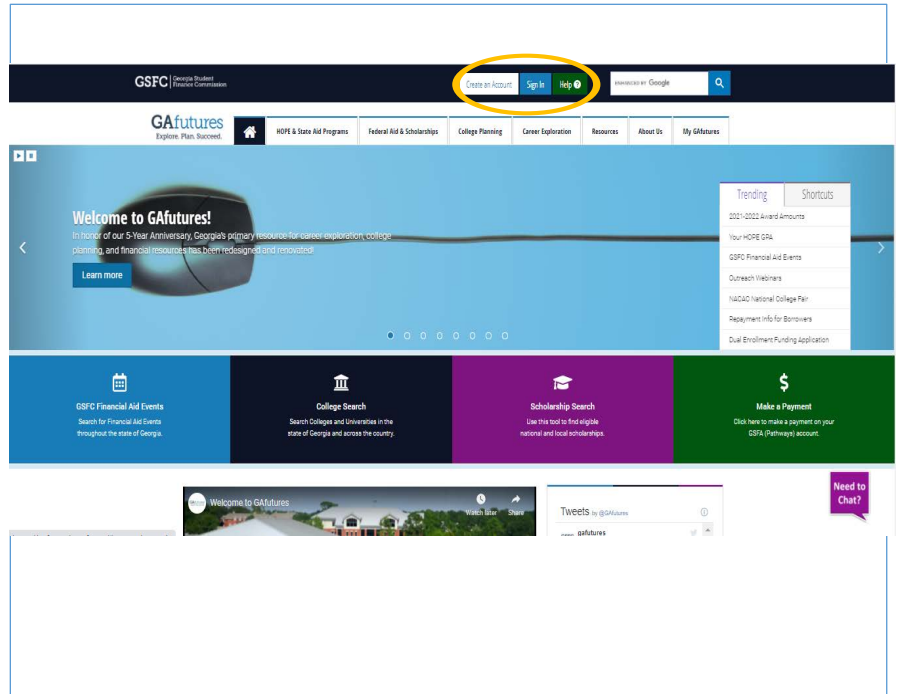 GSFC Georgia Student
Finance Commission
Create an Account Sign In Help
ENHANCED BY Google
GAfutures
Explore. Plan. Succeed.
HOPE & State Aid Programs Federal Aid & Scholarships College Planning Career Exploration Resources About Us My GAfutures
Welcome to GAfutures!
In honor of our 5-Year Anniversary, Georgia's primary resource for career exploration, college
planning, and financial resources has been redesigned and renovated!
Learn more
Trending Shortcuts
2021-2022 Award Amounts
Your HOPE GPA
GSFC Financial Aid Events
Outreach Webinars
NACAC National College Fair
Repayment Info for Borrowers
Dual Enrollment Funding Application
GSFC Financial Aid Events
Search for Financial Aid Events
throughout the state of Georgia.
College Search
Search Colleges and Universities in the
state of Georgia and across the country.
Scholarship Search
Use this tool to find eligible
national and local scholarships.
$
Make a Payment
Click here to make a payment on your
GSFA (Pathways) account.
Need to
Chat?
Welcome to GAfutures
Watch later Share
Tweets by @GAfutures
gafutures